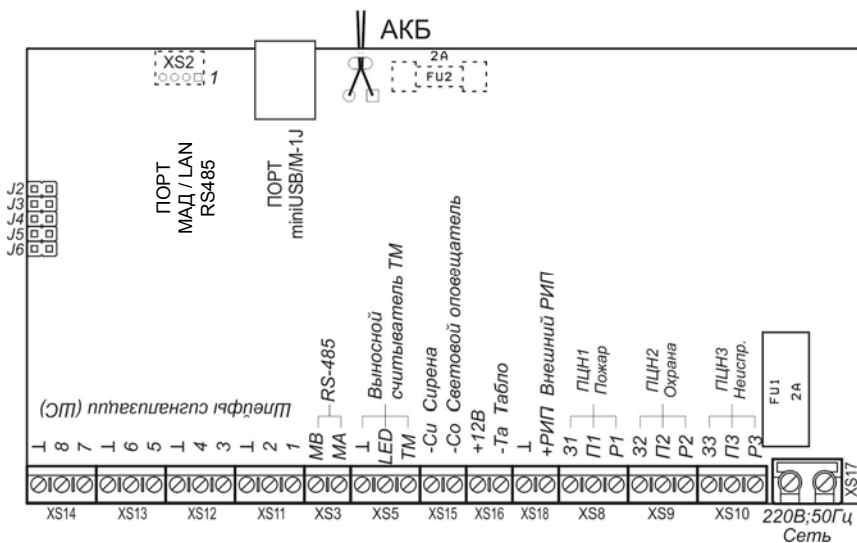 АКБ
2А
FU2
XS2
1
ПОРТ
МАД / LAN
RS485
ПОРТ
miniUSB/M-1J
J2
J3
J4
J5
J6
Шлейфы сигнализации (ШС)
RS-485
Выносной
считыватель ТМ
-Си Сирена
-Со Световой оповещатель
+12В
-Та Табло
+РИП Внешний РИП
ПЦН1
Пожар
ПЦН2
Охрана
ПЦН3
Неиспр.
FU1
2А
⊥ 8 7 ⊥ 6 5 ⊥ 4 3 ⊥ 2 1 МВ МА ⊥ LED ТМ ⊥ З1 П1 Р1 З2 П2 Р2 З3 П3 Р3
XS17
XS14 XS13 XS12 XS11 XS3 XS5 XS15 XS16 XS18 XS8 XS9 XS10
220В;50Гц
Сеть